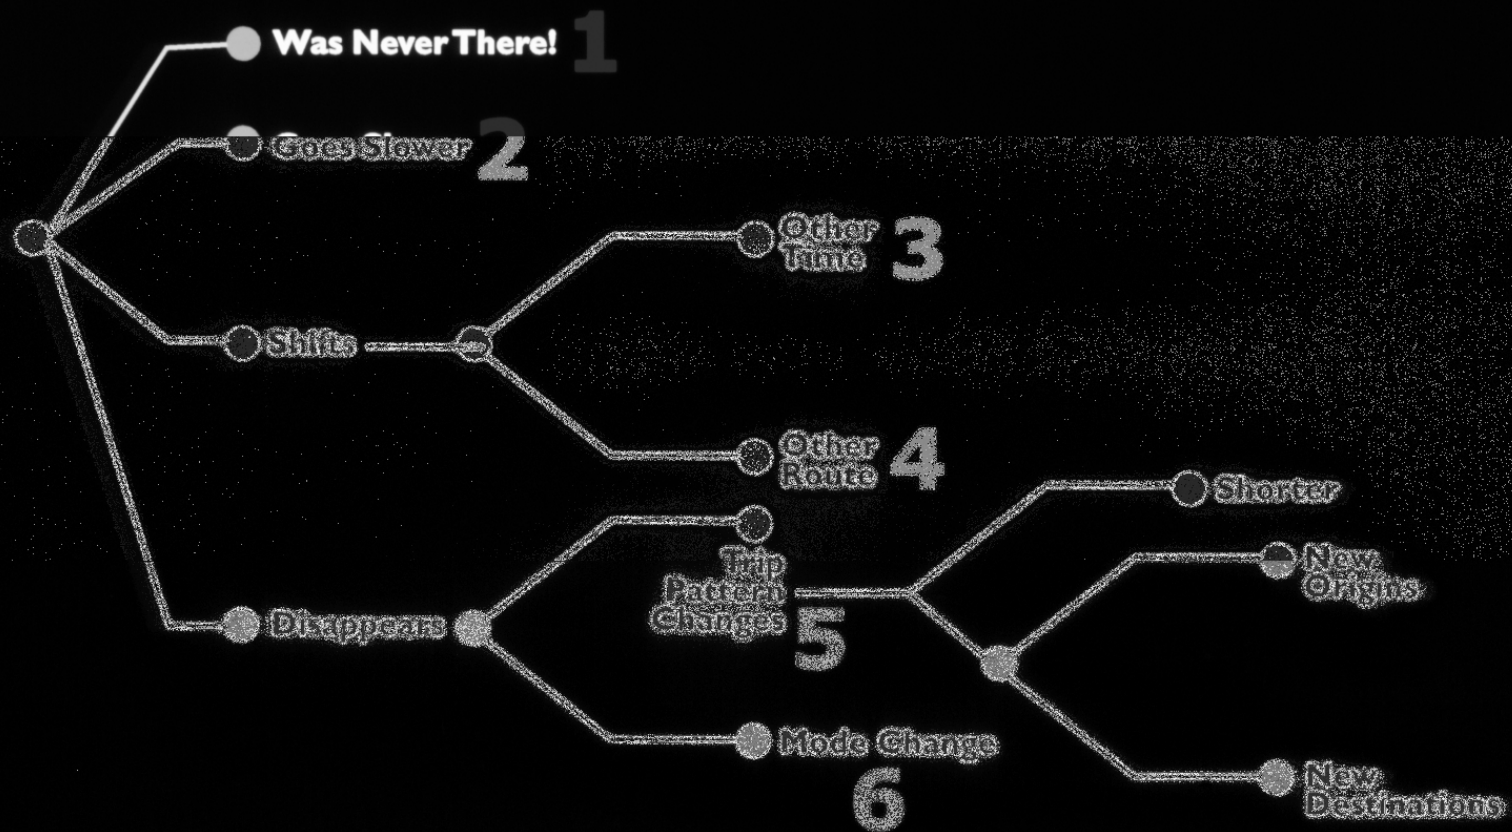 Was Never There! 1
Goes Slower 2
Other
Time 3
Shifts
Other
Route 4
Shorter
Trip
Pattern
Changes 5
New
Origins
Disappears
Mode Change
6
New
Destinations